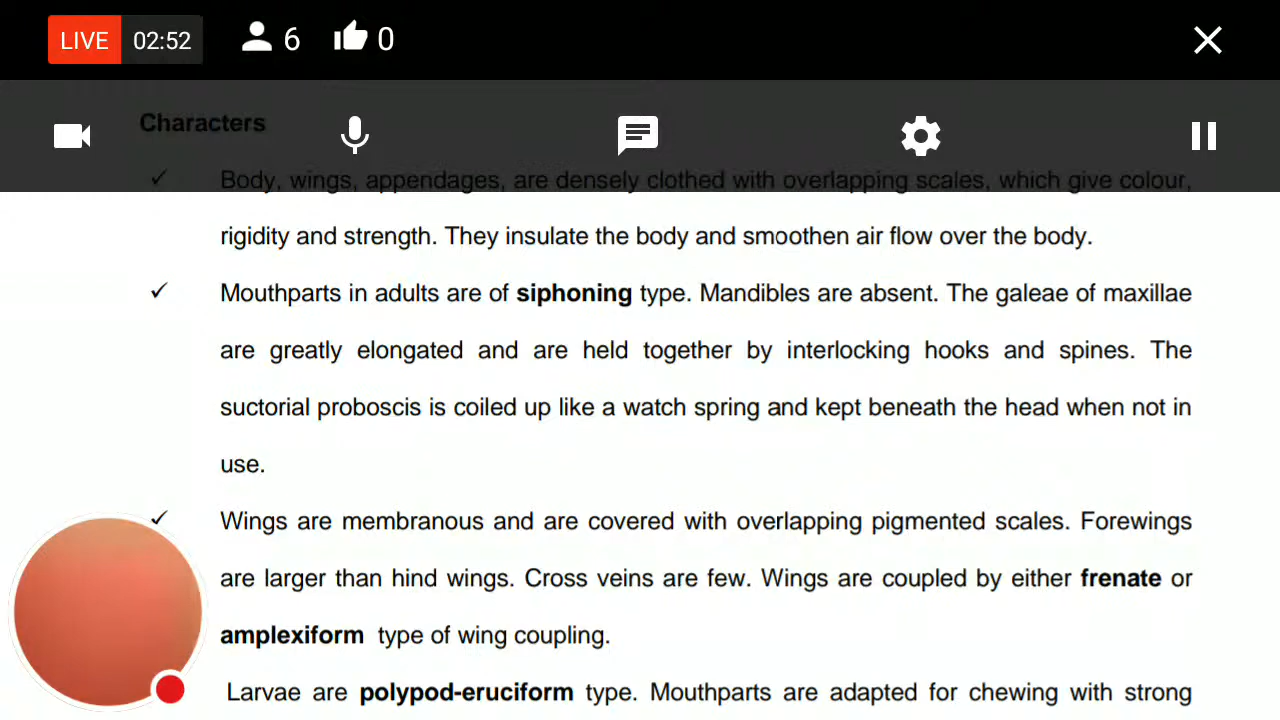 LIVE 02:52 6 0
Characters
✓ Body, wings, appendages, are densely clothed with overlapping scales, which give colour,
rigidity and strength. They insulate the body and smoothen air flow over the body.
✓ Mouthparts in adults are of siphoning type. Mandibles are absent. The galeae of maxillae
are greatly elongated and are held together by interlocking hooks and spines. The
suctorial proboscis is coiled up like a watch spring and kept beneath the head when not in
use.
✓ Wings are membranous and are covered with overlapping pigmented scales. Forewings
are larger than hind wings. Cross veins are few. Wings are coupled by either frenate or
amplexiform type of wing coupling.
Larvae are polypod-eruciform type. Mouthparts are adapted for chewing with strong